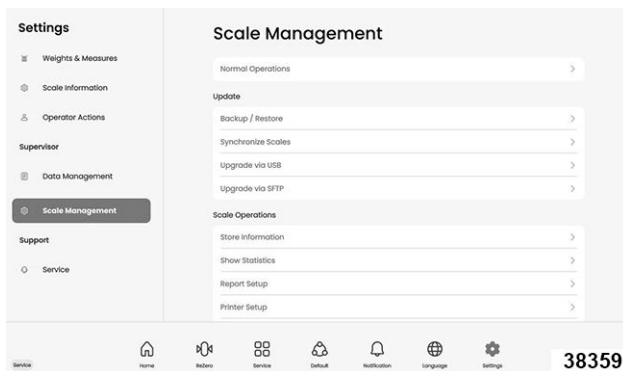 Settings
Weights & Measures
Scale Information
Operator Actions
Supervisor
Data Management
Scale Management
Support
Service
Scale Management
Normal Operations
Update
Backup / Restore
Synchronize Scales
Upgrade via USB
Upgrade via SFTP
Scale Operations
Store Information
Show Statistics
Report Setup
Printer Setup
Service
Home
ReZero
Service
Default
Notification
Language
Settings
38359